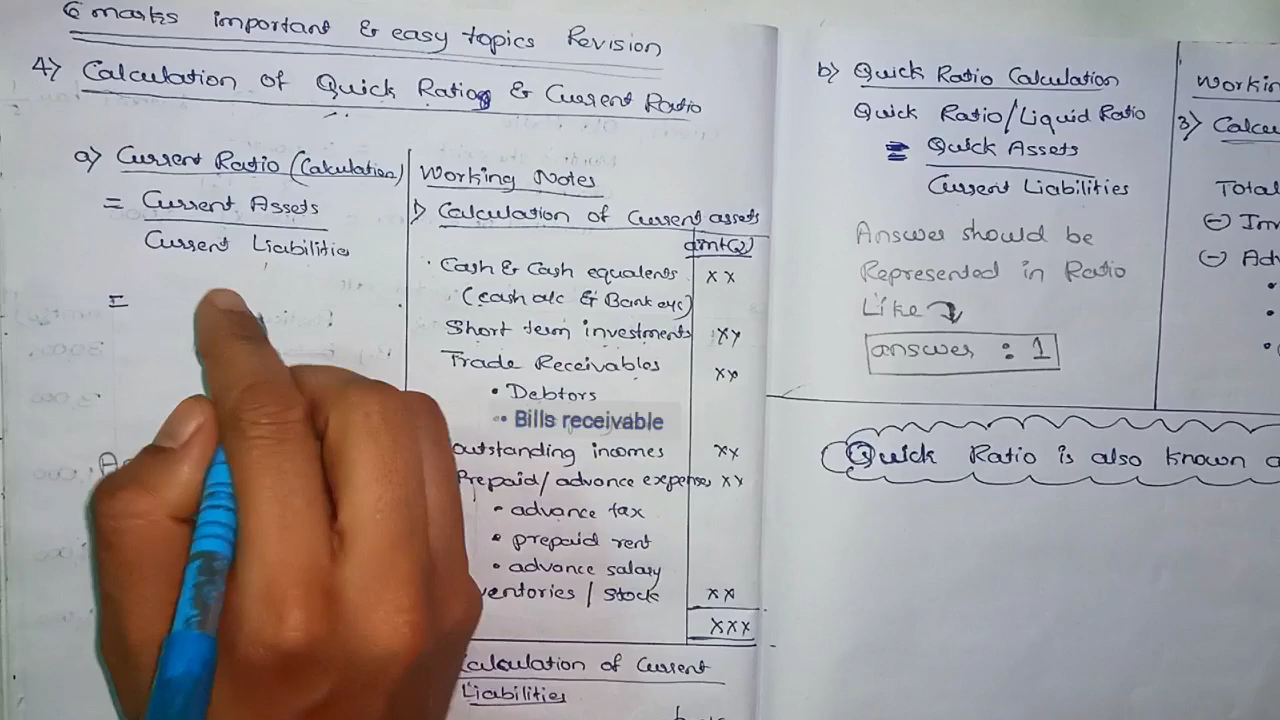 6 marks important & easy topics Revision
4) Calculation of Quick Ratios & Current Ratio
a) Current Ratio (Calculation)
= Current Assets
Current Liabilities
=
Working Notes
1) Calculation of Current assets
amt(₹)
Cash & Cash equalents xx
(cash a/c & Bank
Short term investments xx
Trade Receivables xx
• Debtors
• Bills receivable
outstanding incomes xx
Prepaid/advance expense xx
• advance tax
• prepaid rent
• advance salary
ventories / Stock xx
xxx
Calculation of Current
Liabilities
b) Quick Ratio Calculation
Quick Ratio/Liquid Ratio
= Quick Assets
Current Liabilities
Answer should be
Represented in Ratio
Like
answer : 1
Quick Ratio is also known a
Workin
3) Calcu
Total
(-) Inv
(-) Adv